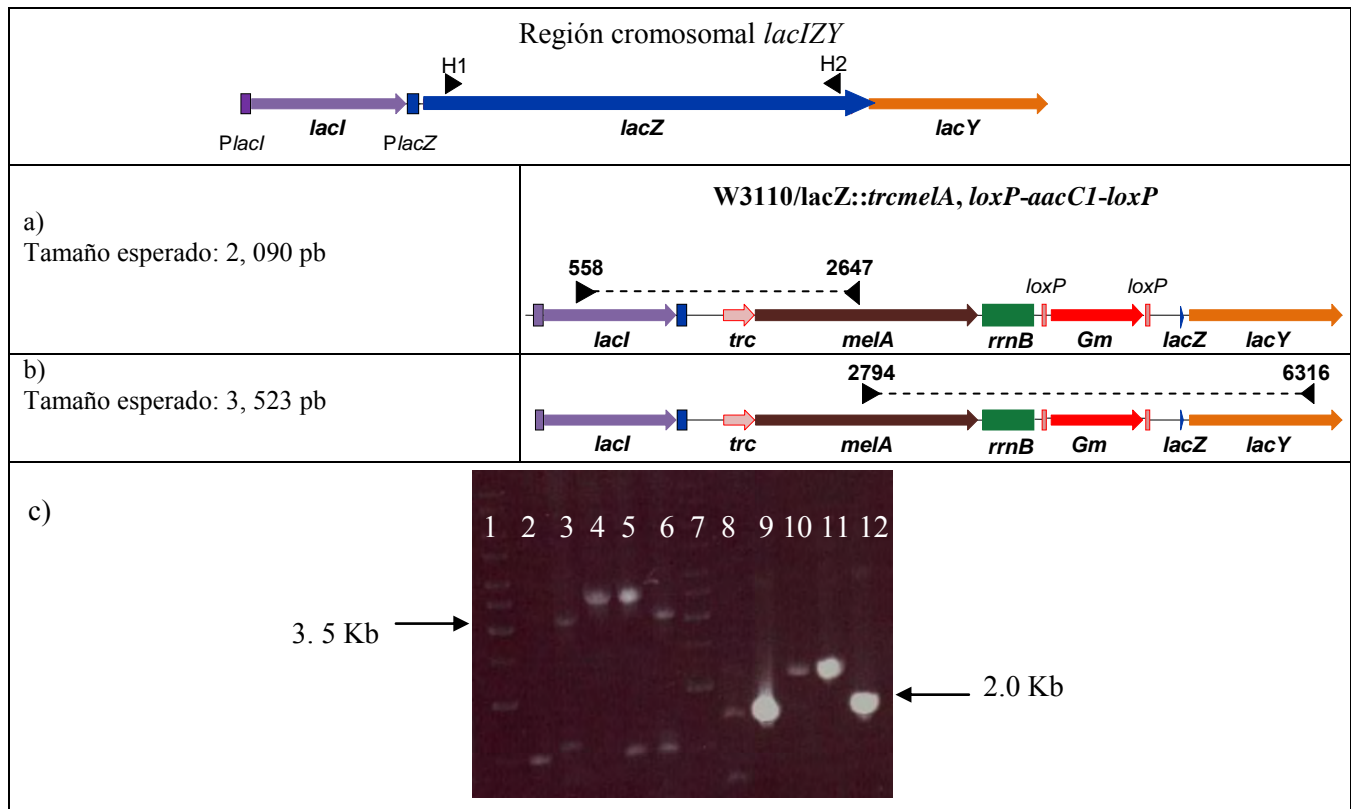 Región cromosomal lacIZY
H1 H2
lacI lacZ lacY
PlacI PlacZ
a)
Tamaño esperado: 2, 090 pb
W3110/lacZ::trcmelA, loxP-aacC1-loxP
558 2647 loxP loxP
lacI trc melA rrnB Gm lacZ lacY
b)
Tamaño esperado: 3, 523 pb
2794 6316
lacI trc melA rrnB Gm lacZ lacY
c)
1 2 3 4 5 6 7 8 9 10 11 12
3. 5 Kb
2.0 Kb